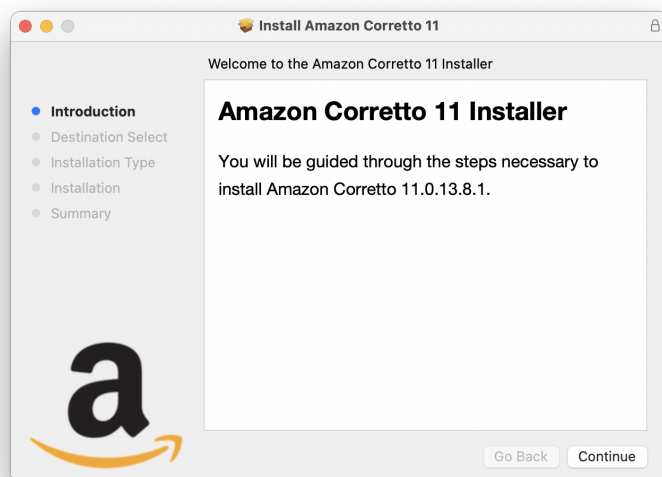 Install Amazon Corretto 11
Welcome to the Amazon Corretto 11 Installer
Introduction
Destination Select
Installation Type
Installation
Summary
Amazon Corretto 11 Installer
You will be guided through the steps necessary to
install Amazon Corretto 11.0.13.8.1.
a
Go Back
Continue